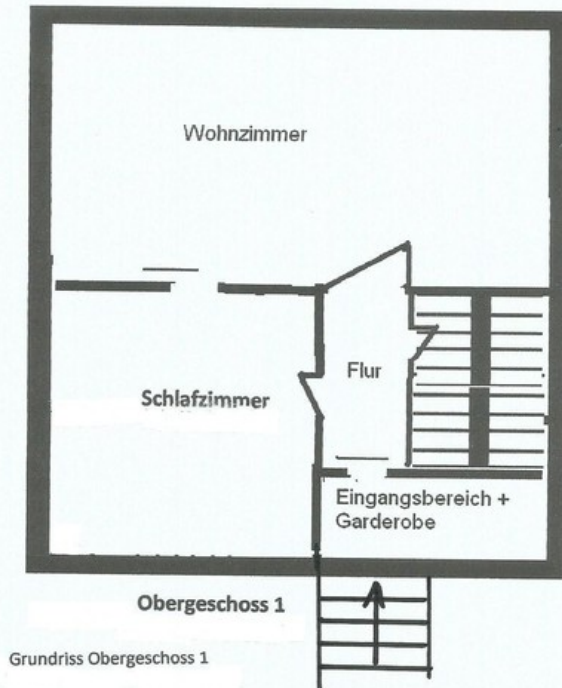 Wohnzimmer
Flur
Schlafzimmer
Eingangsbereich +
Garderobe
Obergeschoss 1
Grundriss Obergeschoss 1